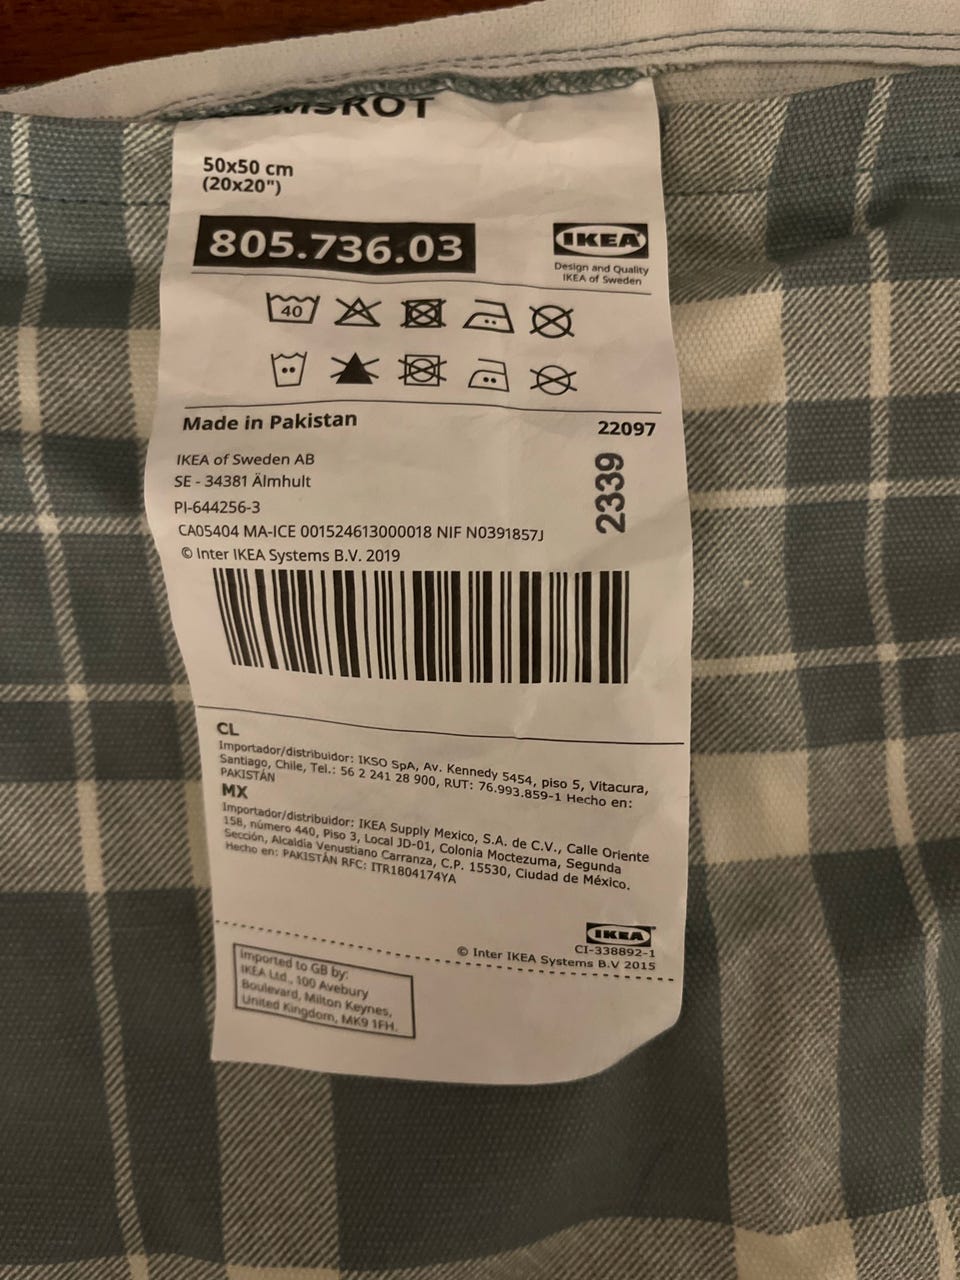 50x50 cm
(20x20")
805.736.03
IKEA
Design and Quality
IKEA of Sweden
40
Made in Pakistan
22097
IKEA of Sweden AB
SE - 34381 Älmhult
2339
PI-644256-3
CA05404 MA-ICE 001524613000018 NIF N0391857J
© Inter IKEA Systems B.V. 2019
CL
Importador/distribuidor: IKSO SpA, Av. Kennedy 5454, piso 5, Vitacura,
Santiago, Chile, Tel.: 56 2 241 28 900, RUT: 76.993.859-1 Hecho en:
PAKISTÁN
MX
Importador/distribuidor: IKEA Supply Mexico, S.A. de C.V., Calle Oriente
158, número 440, Piso 3, Local JD-01, Colonia Moctezuma, Segunda
Sección, Alcaldía Venustiano Carranza, C.P. 15530, Ciudad de México.
Hecho en: PAKISTÁN RFC: ITR1804174YA
IKEA
CI-338892-1
© Inter IKEA Systems B.V 2015
Imported to GB by:
IKEA Ltd., 100 Avebury
Boulevard, Milton Keynes,
United Kingdom, MK9 1FH.